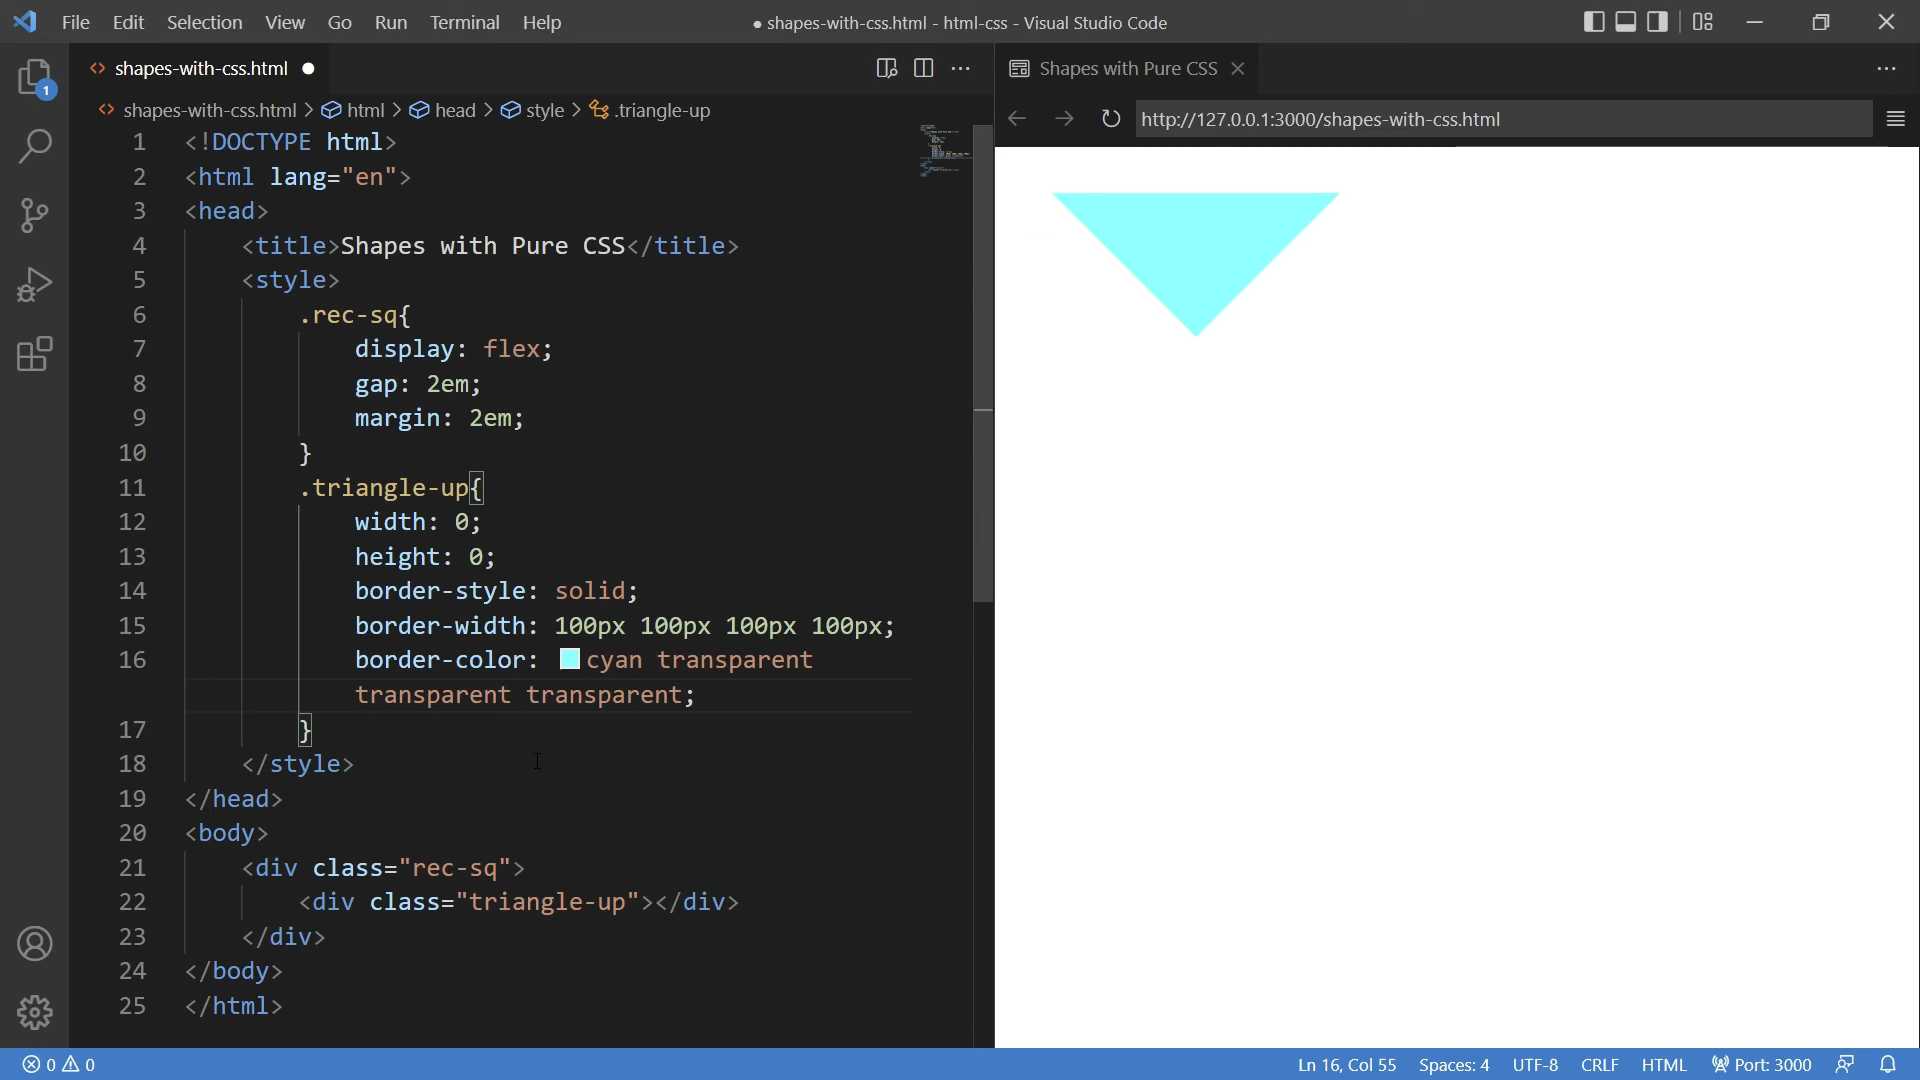 File Edit Selection View Go Run Terminal Help
● shapes-with-css.html - html-css - Visual Studio Code
1
shapes-with-css.html ●
shapes-with-css.html > html > head > style > .triangle-up
1 <!DOCTYPE html>
2 <html lang="en">
3 <head>
4 <title>Shapes with Pure CSS</title>
5 <style>
6 .rec-sq{
7 display: flex;
8 gap: 2em;
9 margin: 2em;
10 }
11 .triangle-up{
12 width: 0;
13 height: 0;
14 border-style: solid;
15 border-width: 100px 100px 100px 100px;
16 border-color: cyan transparent
transparent transparent;
17 }
18 </style>
19 </head>
20 <body>
21 <div class="rec-sq">
22 <div class="triangle-up"></div>
23 </div>
24 </body>
25 </html>
Shapes with Pure CSS
http://127.0.0.1:3000/shapes-with-css.html
0 0
Ln 16, Col 55 Spaces: 4 UTF-8 CRLF HTML Port: 3000